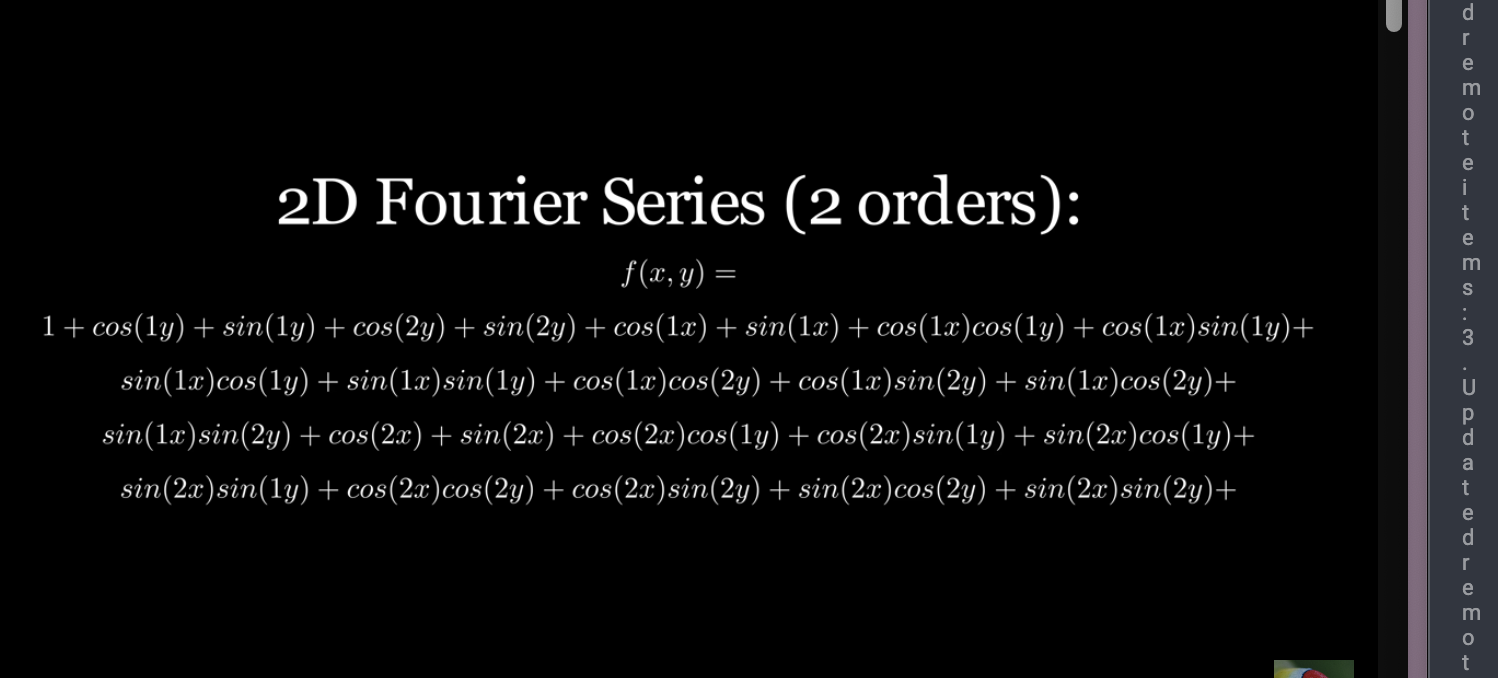 2D Fourier Series (2 orders):
f(x, y) =
1 + cos(1y) + sin(1y) + cos(2y) + sin(2y) + cos(1x) + sin(1x) + cos(1x)cos(1y) + cos(1x)sin(1y)+
sin(1x)cos(1y) + sin(1x)sin(1y) + cos(1x)cos(2y) + cos(1x)sin(2y) + sin(1x)cos(2y)+
sin(1x)sin(2y) + cos(2x) + sin(2x) + cos(2x)cos(1y) + cos(2x)sin(1y) + sin(2x)cos(1y)+
sin(2x)sin(1y) + cos(2x)cos(2y) + cos(2x)sin(2y) + sin(2x)cos(2y) + sin(2x)sin(2y)+
d
r
e
m
o
t
e
i
t
e
m
s
:
3
.
U
p
d
a
t
e
d
r
e
m
o
t